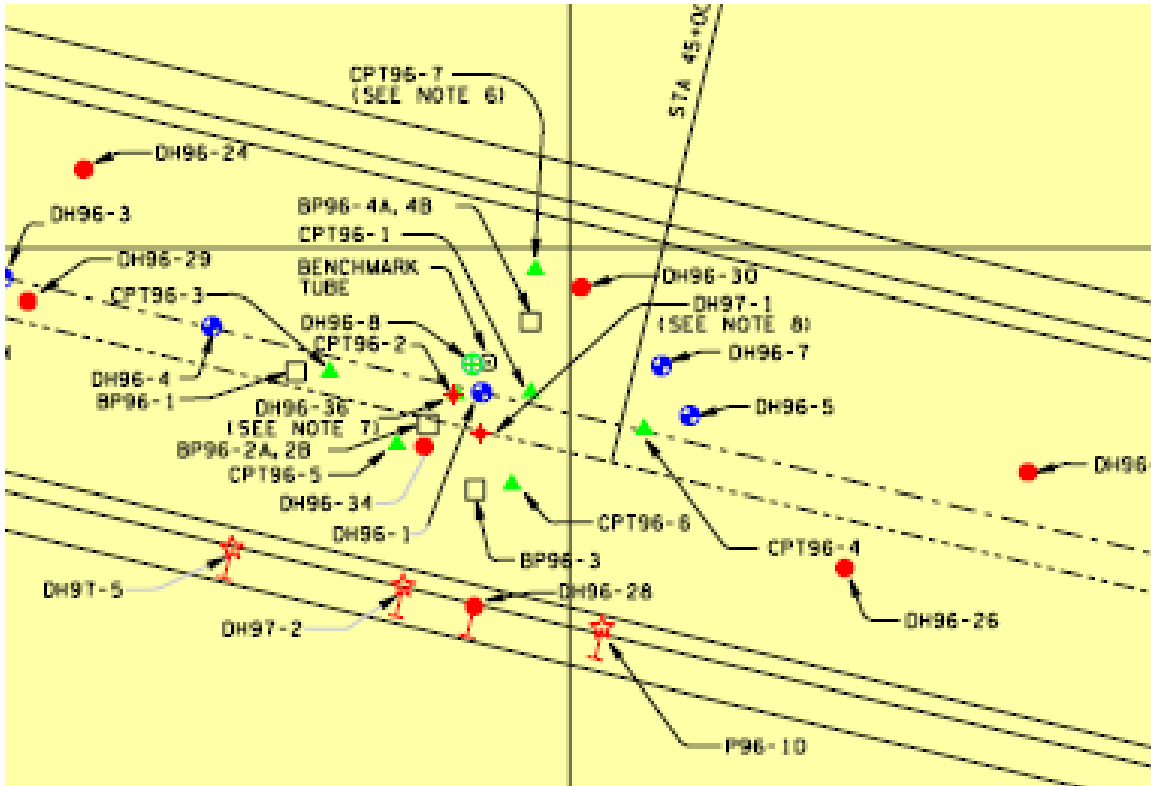 STA 45+00
CPT96-7
(SEE NOTE 6)
DH96-24
DH96-3
BP96-4A, 4B
CPT96-1
DH96-29
BENCHMARK
TUBE
DH96-30
CPT96-3
DH97-1
(SEE NOTE 8)
DH96-8
CPT96-2
DH96-7
DH96-4
BP96-1
DH96-36
(SEE NOTE 7)
DH96-5
BP96-2A, 2B
CPT96-5
DH96-
DH96-34
CPT96-6
DH96-1
CPT96-4
BP96-3
DH9T-5
DH96-28
DH97-2
DH96-26
P96-10